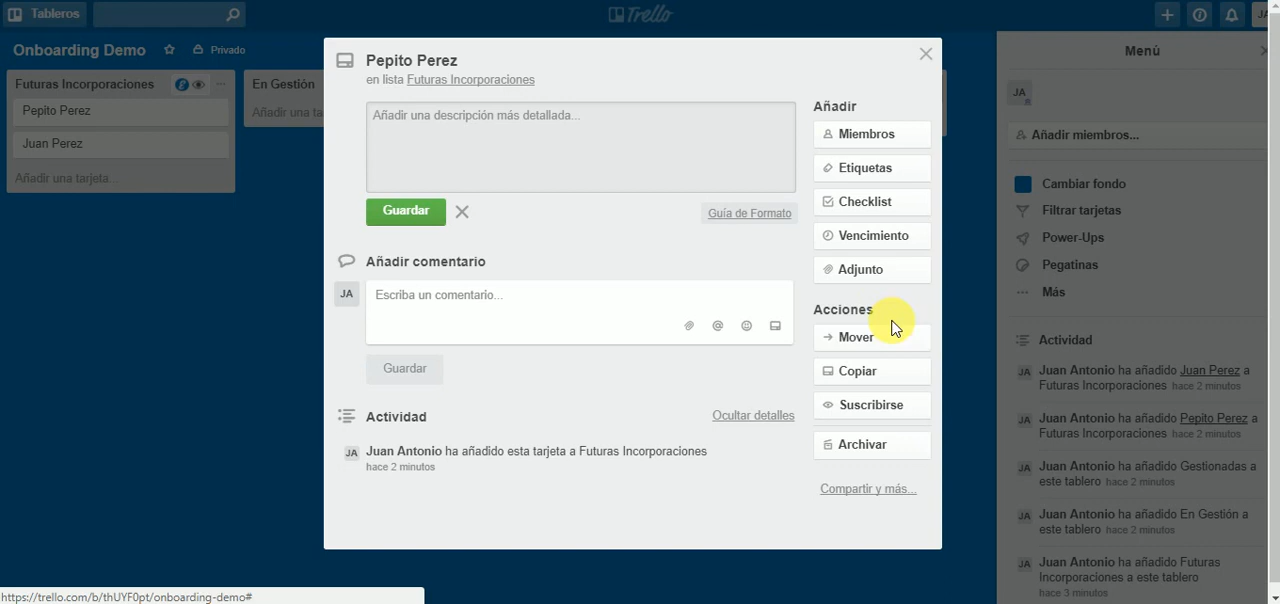 Tableros
Trello
JA
Onboarding Demo
Privado
Futuras Incorporaciones
Pepito Perez
Juan Perez
Añadir una tarjeta...
En Gestión
Añadir una ta
Pepito Perez
en lista Futuras Incorporaciones
Añadir una descripción más detallada...
Guardar
Guía de Formato
Añadir comentario
JA
Escriba un comentario...
Guardar
Actividad
Ocultar detalles
JA
Juan Antonio ha añadido esta tarjeta a Futuras Incorporaciones
hace 2 minutos
Añadir
Miembros
Etiquetas
Checklist
Vencimiento
Adjunto
Acciones
Mover
Copiar
Suscribirse
Archivar
Compartir y más...
Menú
JA
Añadir miembros...
Cambiar fondo
Filtrar tarjetas
Power-Ups
Pegatinas
Más
Actividad
JA
Juan Antonio ha añadido Juan Perez a
Futuras Incorporaciones hace 2 minutos
JA
Juan Antonio ha añadido Pepito Perez a
Futuras Incorporaciones hace 2 minutos
JA
Juan Antonio ha añadido Gestionadas a
este tablero hace 2 minutos
JA
Juan Antonio ha añadido En Gestión a
este tablero hace 2 minutos
JA
Juan Antonio ha añadido Futuras
Incorporaciones a este tablero
hace 3 minutos
https://trello.com/b/thUYF0pt/onboarding-demo#